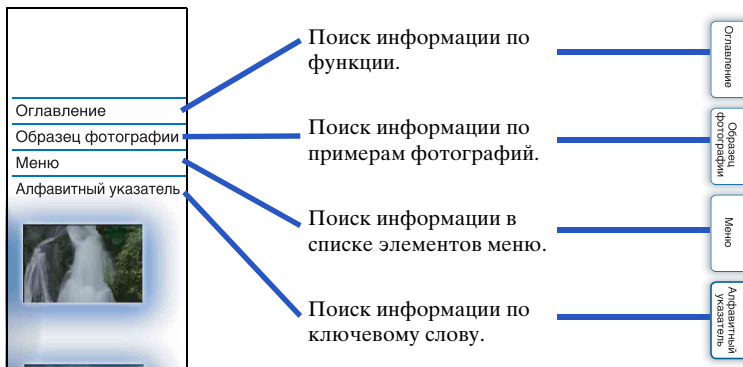 Оглавление
Образец фотографии
Меню
Алфавитный указатель
Поиск информации по
функции.
Поиск информации по
примерам фотографий.
Поиск информации в
списке элементов меню.
Поиск информации по
ключевому слову.
Оглавление
Образец
фотографии
Меню
Алфавитный
указатель